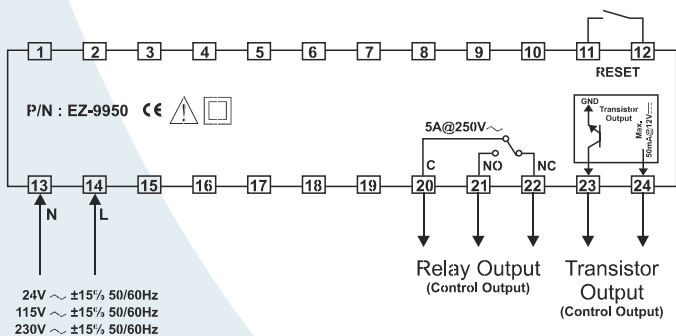 1 2 3 4 5 6 7 8 9 10 11 12
RESET
P/N : EZ-9950 CE
GND
Transistor
Output
Max.
50mA@12V
5A@250V
C NO NC
13 14 15 16 17 18 19 20 21 22 23 24
N L
24V ~ ±15% 50/60Hz
115V ~ ±15% 50/60Hz
230V ~ ±15% 50/60Hz
Relay Output
(Control Output)
Transistor
Output
(Control Output)